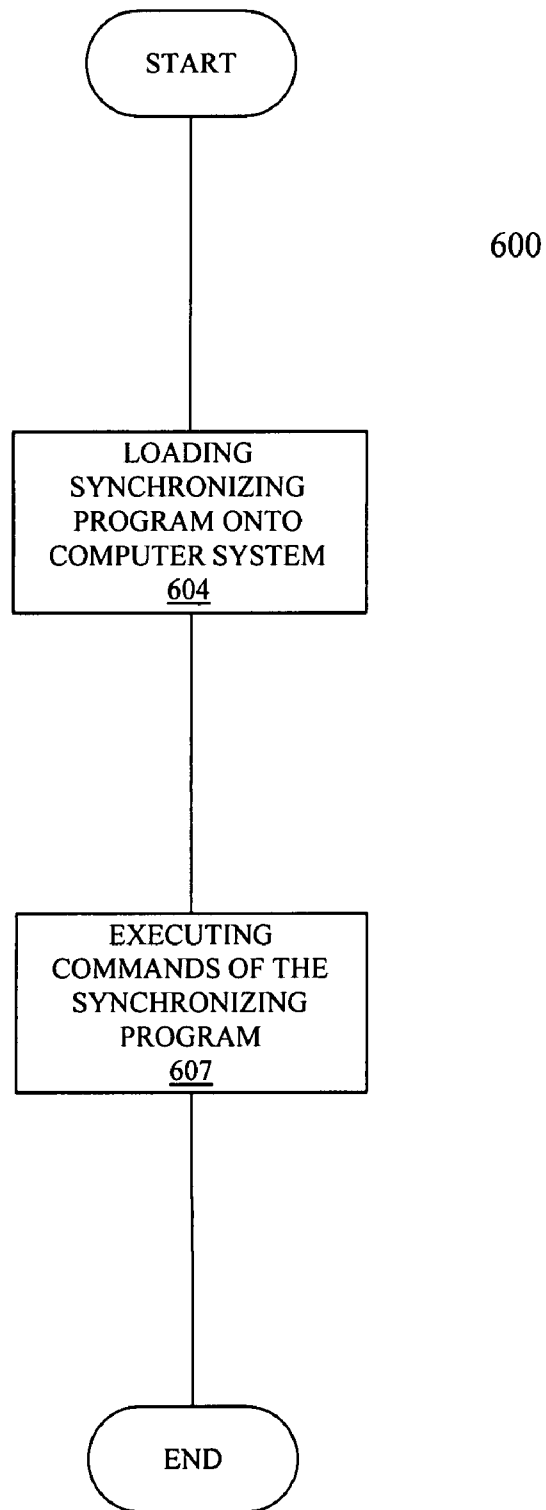 START
600
LOADING
SYNCHRONIZING
PROGRAM ONTO
COMPUTER SYSTEM
604
EXECUTING
COMMANDS OF THE
SYNCHRONIZING
PROGRAM
607
END